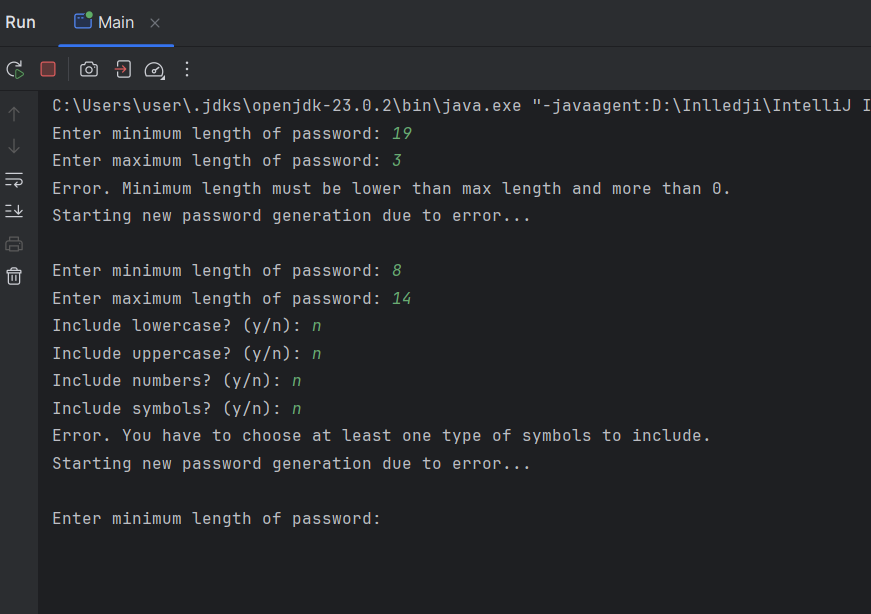 Run Main
C:\Users\user\.jdks\openjdk-23.0.2\bin\java.exe "-javaagent:D:\Inlledji\IntelliJ I
Enter minimum length of password: 19
Enter maximum length of password: 3
Error. Minimum length must be lower than max length and more than 0.
Starting new password generation due to error...
Enter minimum length of password: 8
Enter maximum length of password: 14
Include lowercase? (y/n): n
Include uppercase? (y/n): n
Include numbers? (y/n): n
Include symbols? (y/n): n
Error. You have to choose at least one type of symbols to include.
Starting new password generation due to error...
Enter minimum length of password: